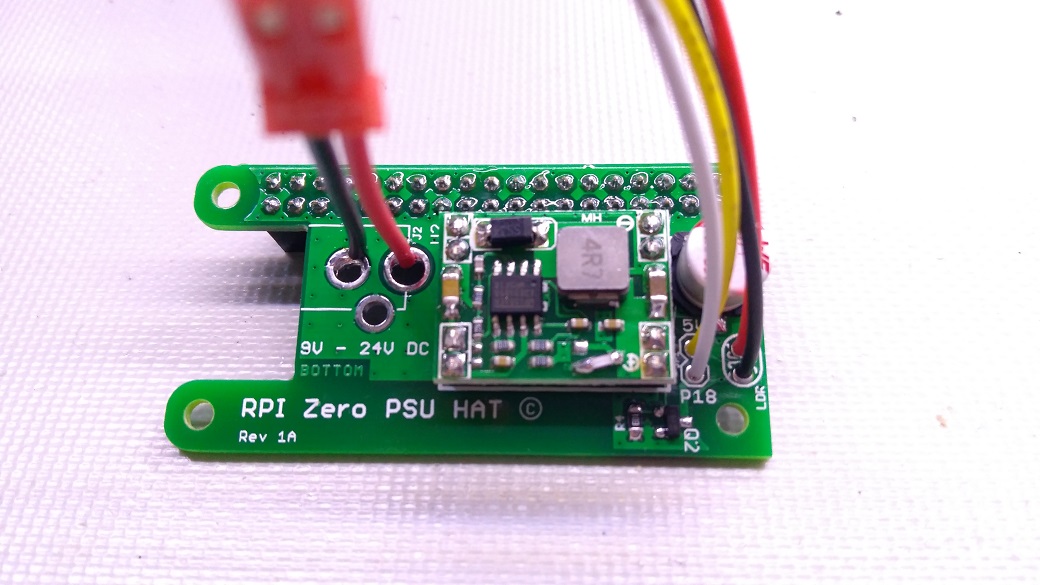 MH
J2
4R7
9V - 24V DC
BOTTOM
5V
P18
LDR
RPI Zero PSU HAT ©
Rev 1A
Q2